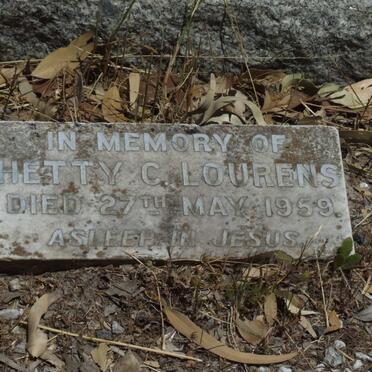 IN MEMORY OF
HETTY C. LOURENS
DIED 27TH MAY 1959
ASLEEP IN JESUS